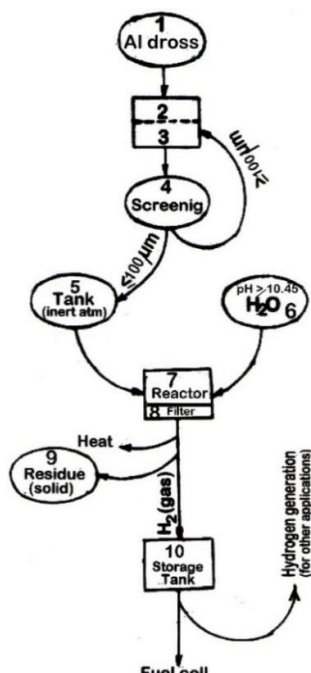 1
Al dross
2
3
≥100µm
4
Screenig
≤100µm
5
Tank
(inert atm)
pH ≥ 10.45
H2O 6
7
Reactor
8 Filter
Heat
9
Residue
(solid)
H2(gas)
10
Storage
Tank
Hydrogen generation
(for other applications)
Fuel cell